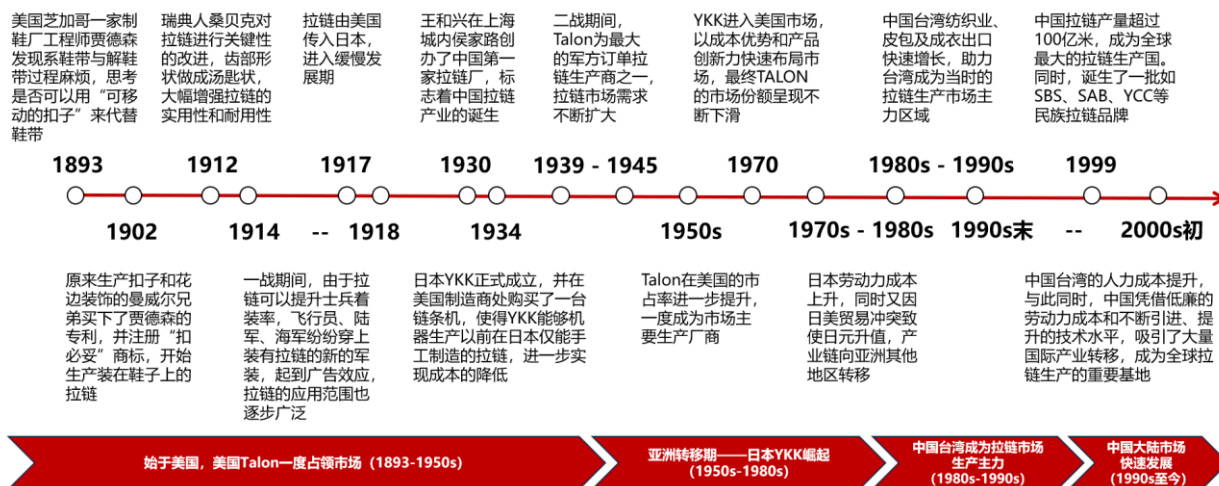 美国芝加哥一家制
鞋厂工程师贾德森
发现系鞋带与解鞋
带过程麻烦，思考
是否可以用“可移
动的扣子”来代替
鞋带
瑞典人桑贝克对
拉链进行关键性
的改进，齿部形
状做成汤匙状，
大幅增强拉链的
实用性和耐用性
拉链由美国
传入日本，
进入缓慢发
展期
王和兴在上海
城内侯家路创
办了中国第一
家拉链厂，标
志着中国拉链
产业的诞生
二战期间，
Talon为最大
的军方订单拉
链生产商之一，
拉链市场需求
不断扩大
YKK进入美国市场，
以成本优势和产品
创新力快速布局市
场，最终TALON
的市场份额呈现不
断下滑
中国台湾纺织业、
皮包及成衣出口
快速增长，助力
台湾成为当时的
拉链生产市场主
力区域
中国拉链产量超过
100亿米，成为全球
最大的拉链生产国。
同时，诞生了一批如
SBS、SAB、YCC等
民族拉链品牌
1893 1912 1917 1930 1939 - 1945 1970 1980s - 1990s 1999
1902 1914 -- 1918 1934 1950s 1970s - 1980s 1990s末 -- 2000s初
原来生产扣子和花
边装饰的曼威尔兄
弟买下了贾德森的
专利，并注册“扣
必妥”商标，开始
生产装在鞋子上的
拉链
一战期间，由于拉
链可以提升士兵着
装率，飞行员、陆
军、海军纷纷穿上
装有拉链的新的军
装，起到广告效应，
拉链的应用范围也
逐步广泛
日本YKK正式成立，并在
美国制造商处购买了一台
链条机，使得YKK能够机
器生产以前在日本仅能手
工制造的拉链，进一步实
现成本的降低
Talon在美国的市
占率进一步提升，
一度成为市场主
要生产厂商
日本劳动力成本
上升，同时又因
日美贸易冲突致
使日元升值，产
业链向亚洲其他
地区转移
中国台湾的人力成本提升，
与此同时，中国凭借低廉的
劳动力成本和不断引进、提
升的技术水平，吸引了大量
国际产业转移，成为全球拉
链生产的重要基地
始于美国，美国Talon一度占领市场（1893-1950s）
亚洲转移期——日本YKK崛起
（1950s-1980s）
中国台湾成为拉链市场
生产主力
（1980s-1990s）
中国大陆市场
快速发展
（1990s至今）